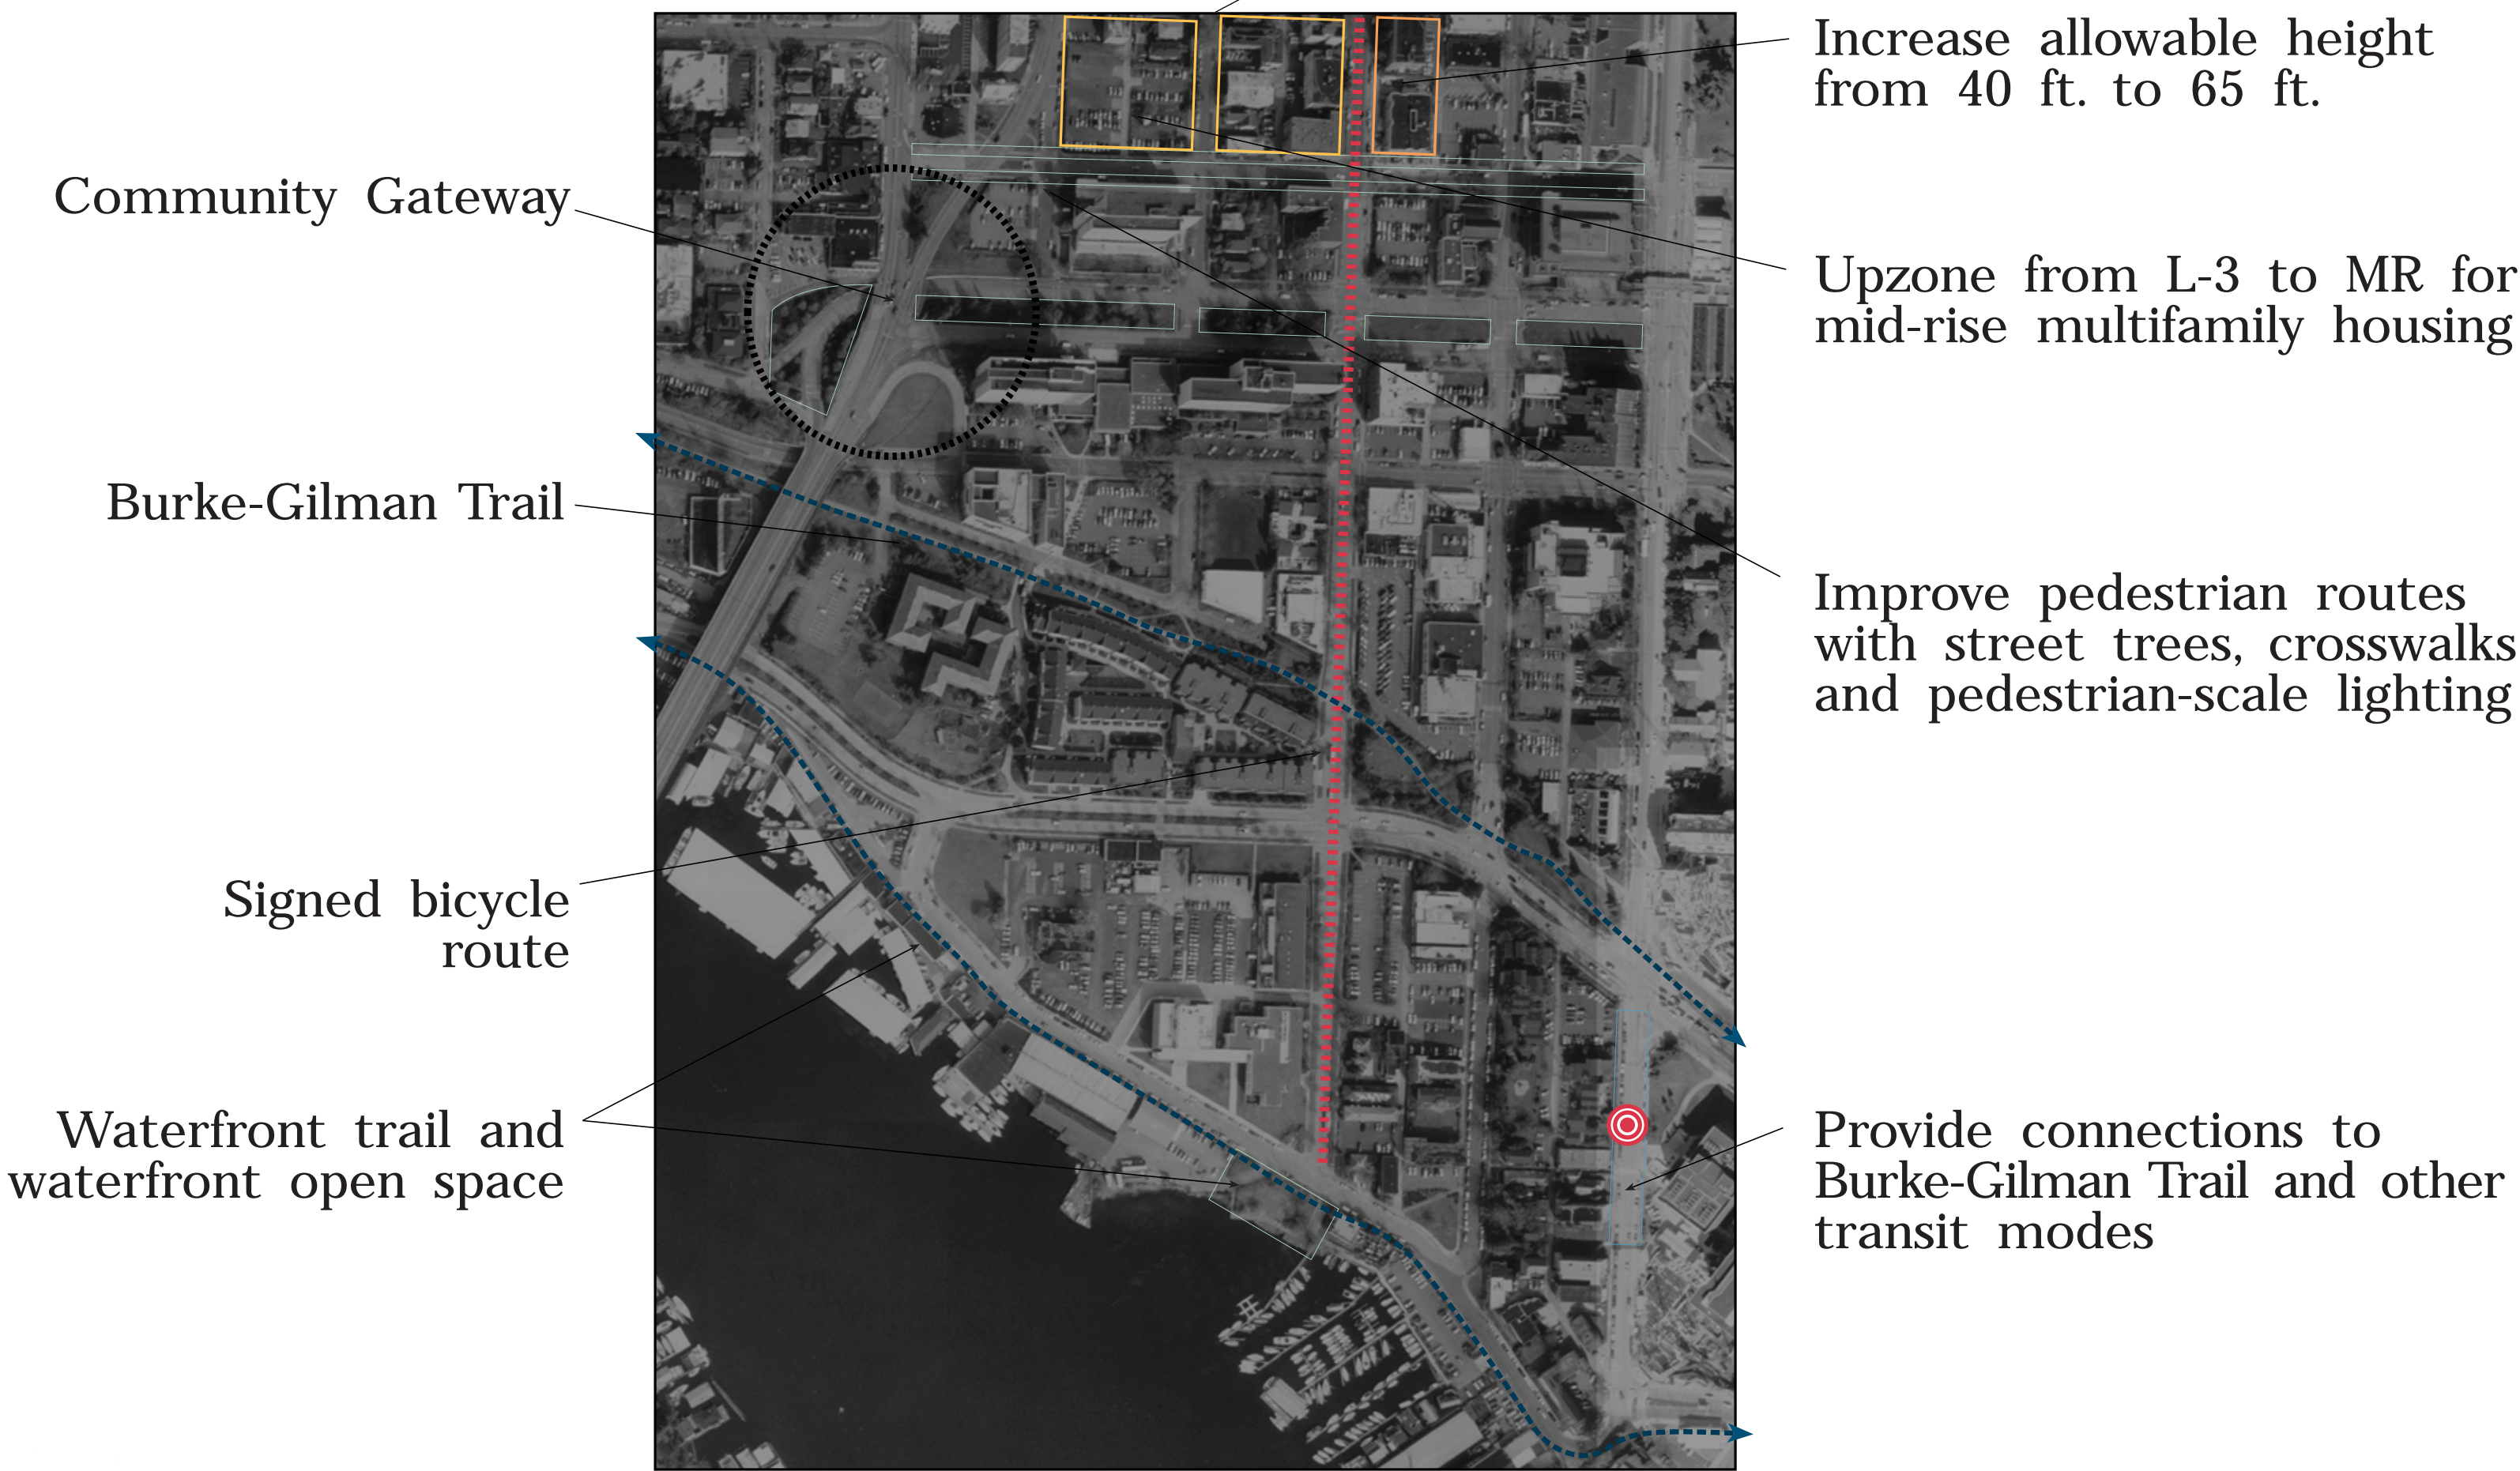 Community Gateway
Burke-Gilman Trail
Signed bicycle
route
Waterfront trail and
waterfront open space
Increase allowable height
from 40 ft. to 65 ft.
Upzone from L-3 to MR for
mid-rise multifamily housing
Improve pedestrian routes
with street trees, crosswalks
and pedestrian-scale lighting
Provide connections to
Burke-Gilman Trail and other
transit modes